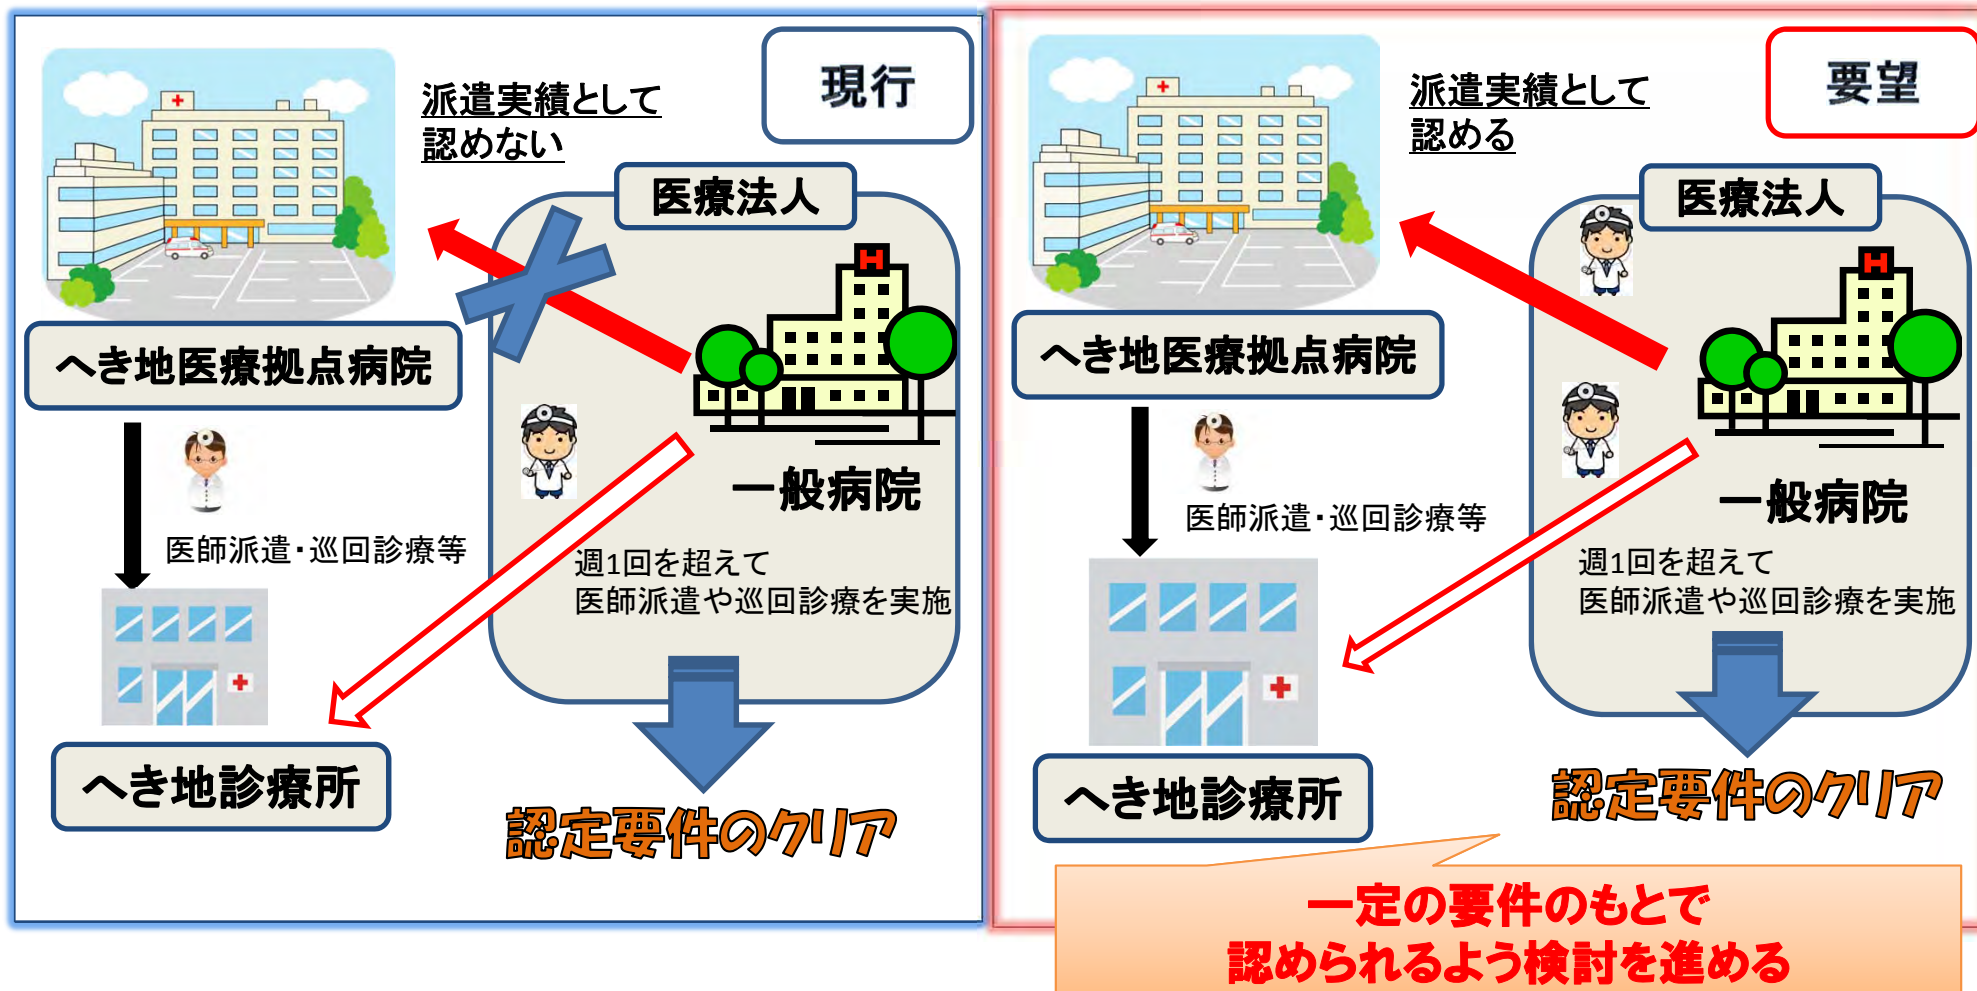 現行
派遣実績として
認めない
医療法人
H
へき地医療拠点病院
一般病院
医師派遣・巡回診療等
週1回を超えて
医師派遣や巡回診療を実施
へき地診療所
認定要件のクリア
要望
派遣実績として
認める
医療法人
H
へき地医療拠点病院
一般病院
医師派遣・巡回診療等
週1回を超えて
医師派遣や巡回診療を実施
へき地診療所
認定要件のクリア
一定の要件のもとで
認められるよう検討を進める